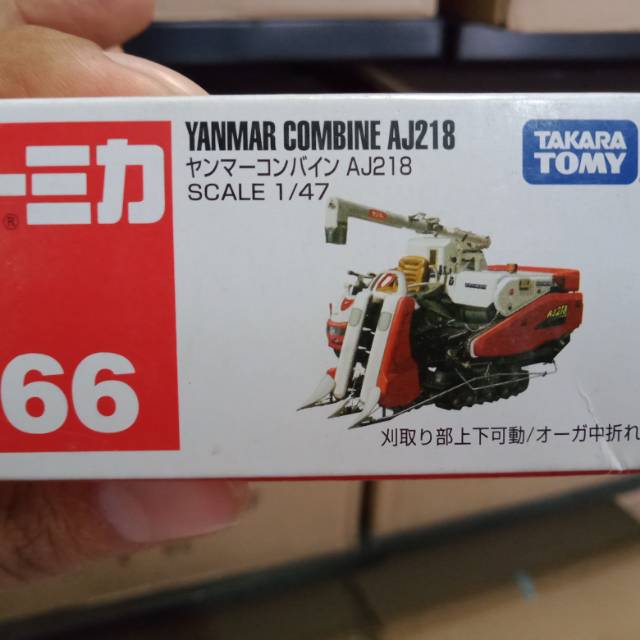 YANMAR COMBINE AJ218
ヤンマーコンバイン AJ218
SCALE 1/47
TAKARA
TOMY
ーミカ
®
66
AJ218
刈取り部上下可動/オーガ中折れ